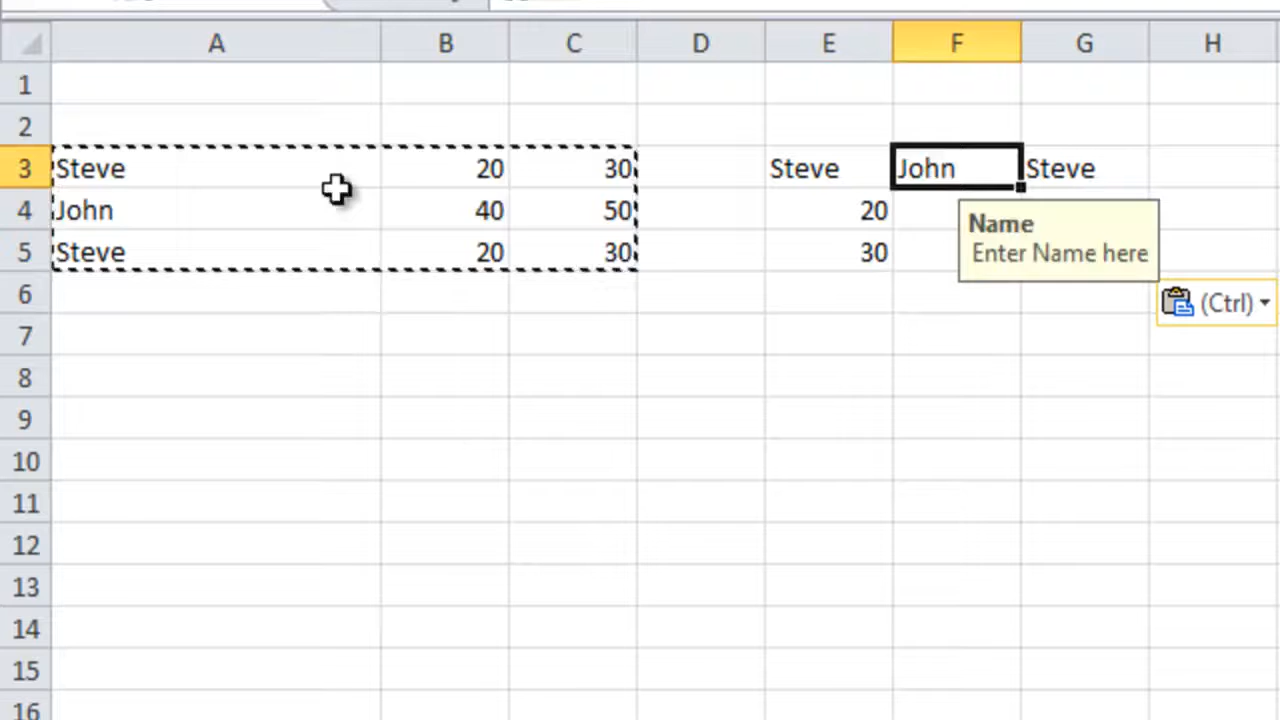 A B C D E F G H
1
2
3 Steve 20 30 Steve John Steve
4 John 40 50 20
Name
5 Steve 20 30 30
Enter Name here
6
(Ctrl)
7
8
9
10
11
12
13
14
15
16